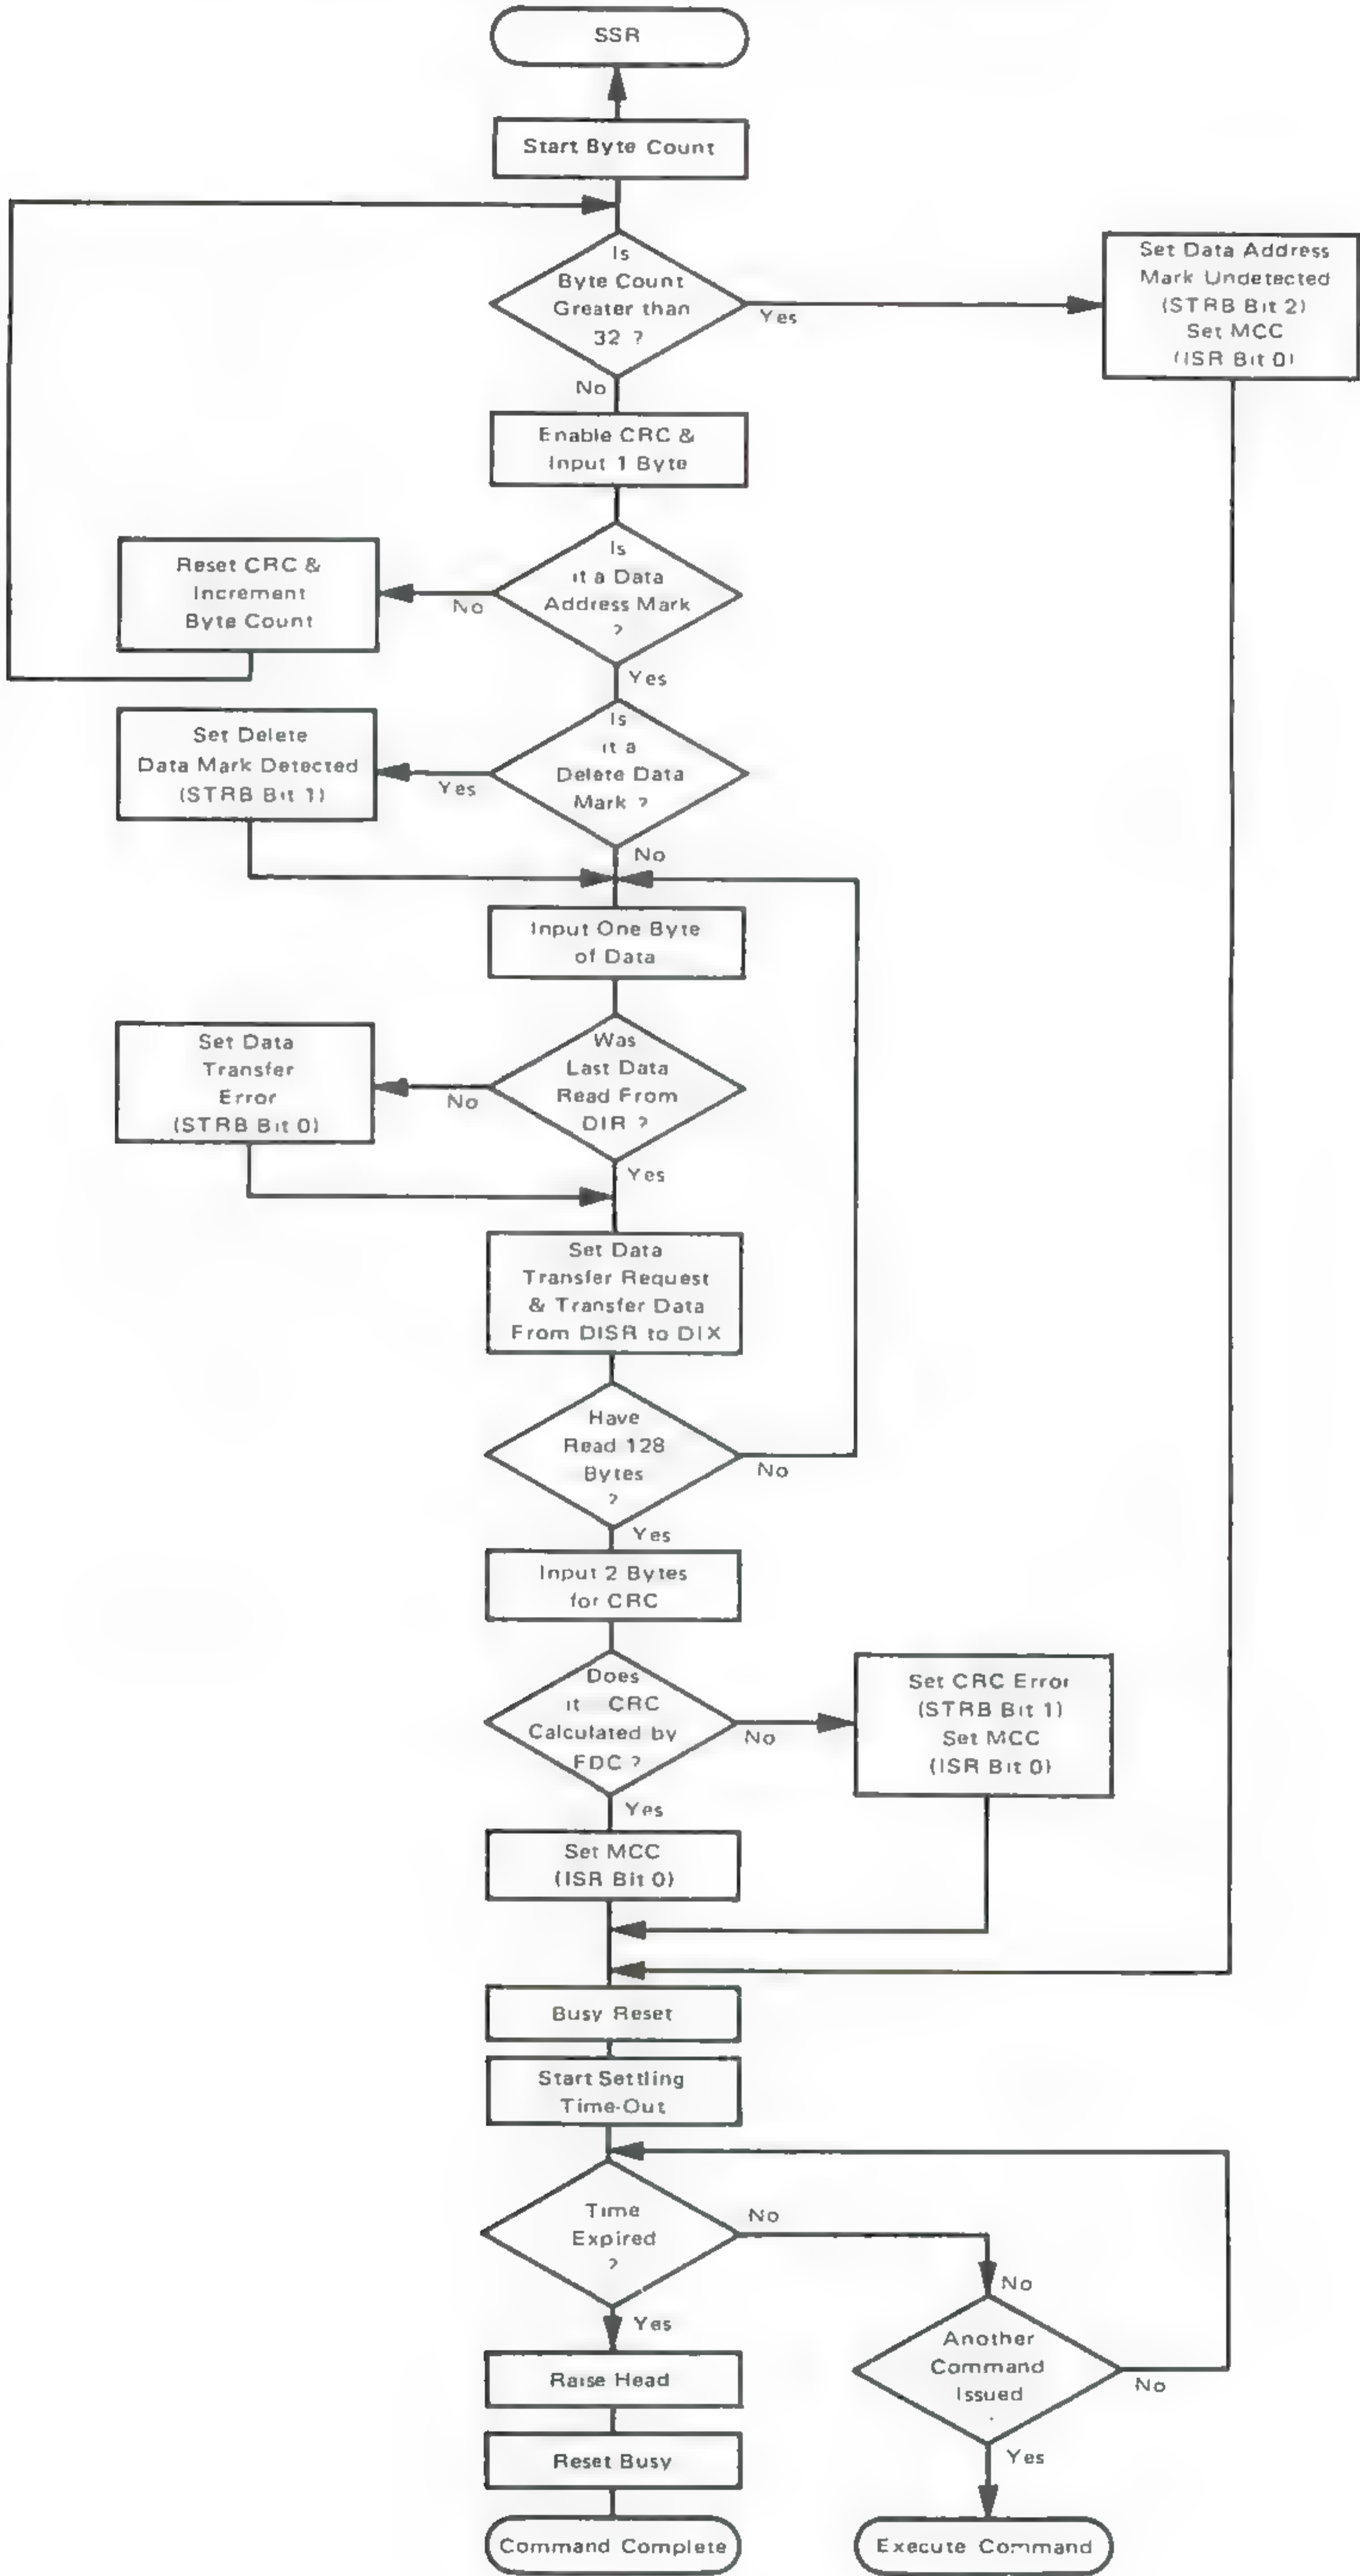 SSR
Start Byte Count
Is
Byte Count
Greater than
32 ?
Yes
Set Data Address
Mark Undetected
(STRB Bit 2)
Set MCC
(ISR Bit 0)
No
Enable CRC &
Input 1 Byte
Is
it a Data
Address Mark
?
No
Reset CRC &
Increment
Byte Count
Yes
Is
it a
Delete Data
Mark ?
Yes
Set Delete
Data Mark Detected
(STRB Bit 1)
No
Input One Byte
of Data
Was
Last Data
Read From
DIR ?
No
Set Data
Transfer
Error
(STRB Bit 0)
Yes
Set Data
Transfer Request
& Transfer Data
From DISR to DIX
Have
Read 128
Bytes
?
No
Yes
Input 2 Bytes
for CRC
Does
it CRC
Calculated by
FDC ?
No
Set CRC Error
(STRB Bit 1)
Set MCC
(ISR Bit 0)
Yes
Set MCC
(ISR Bit 0)
Busy Reset
Start Settling
Time-Out
Time
Expired
?
No
No
Yes
Another
Command
Issued
No
Raise Head
Yes
Reset Busy
Command Complete
Execute Command